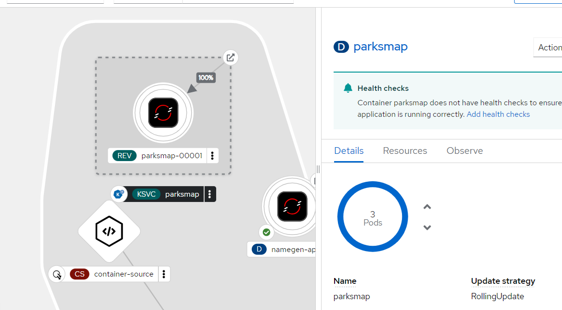 100%
REV parksmap-00001
KSVC parksmap
CS container-source
D namegen-ap
D parksmap
Action
Health checks
Container parksmap does not have health checks to ensure
application is running correctly. Add health checks
Details Resources Observe
3
Pods
Name Update strategy
parksmap RollingUpdate